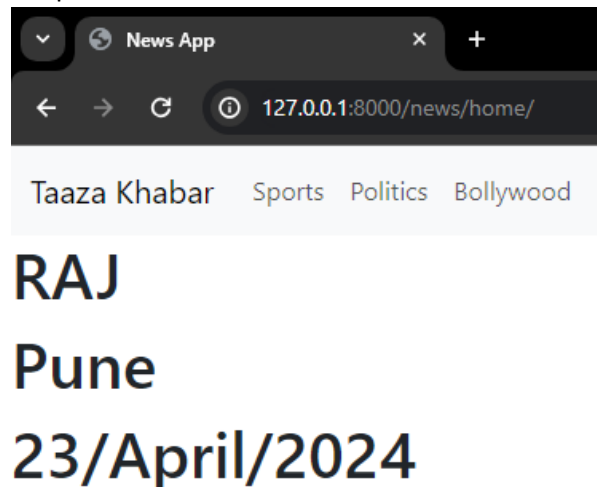 News App
127.0.0.1:8000/news/home/
Taaza Khabar Sports Politics Bollywood
RAJ
Pune
23/April/2024